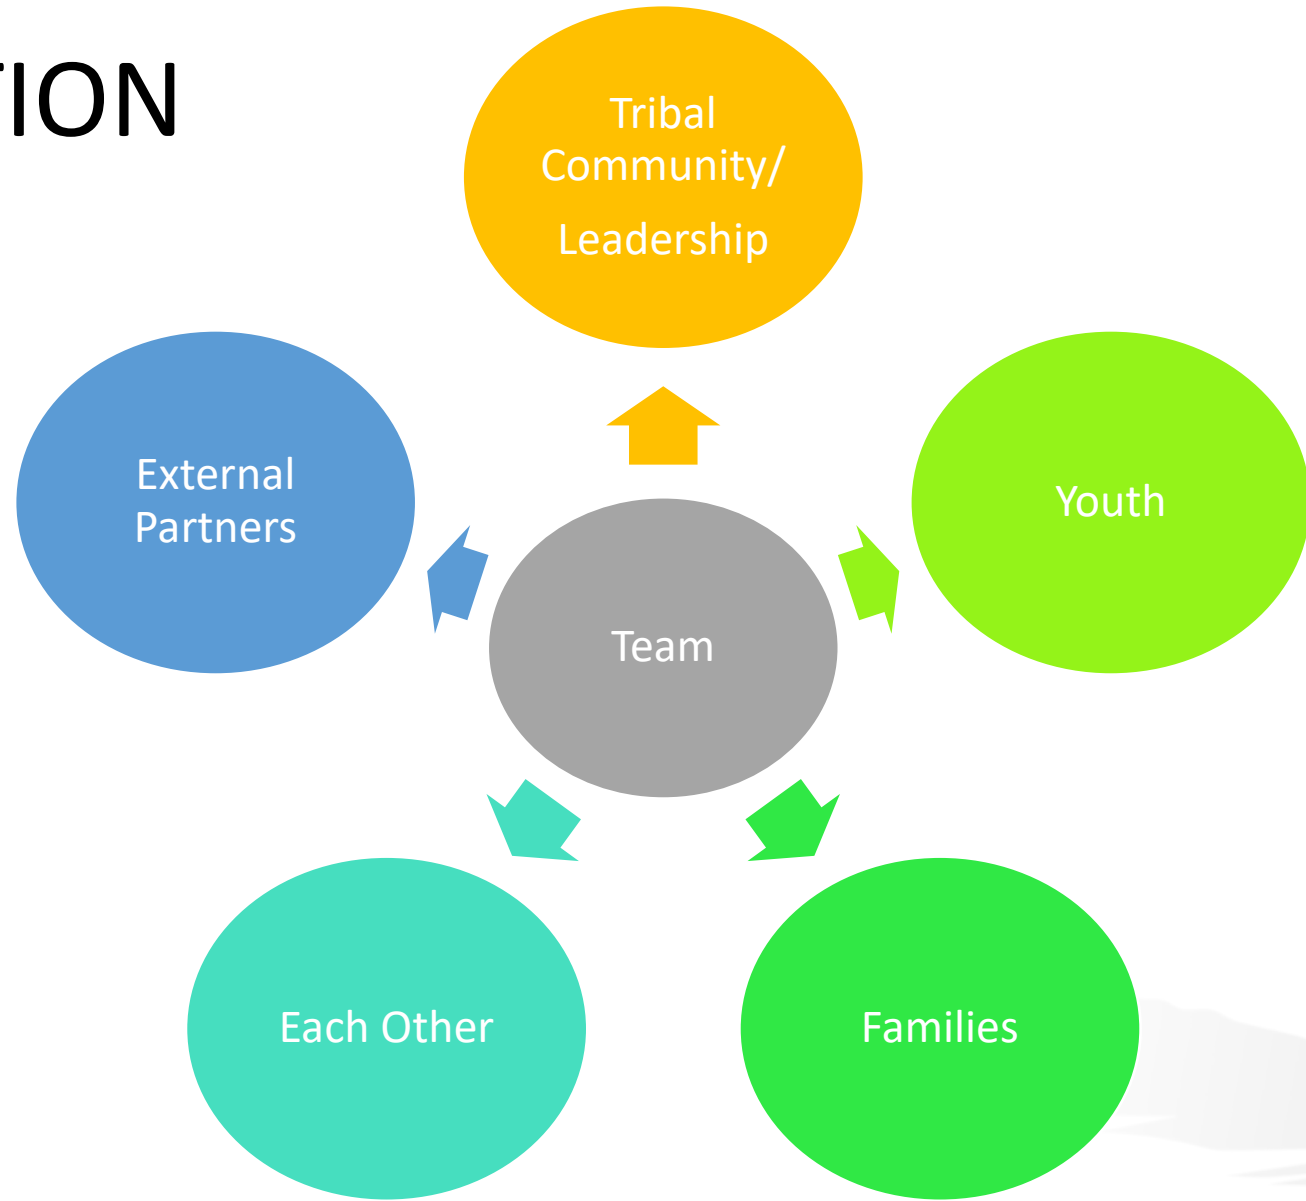 TION
Tribal
Community/
Leadership
External
Partners
Youth
Team
Each Other
Families